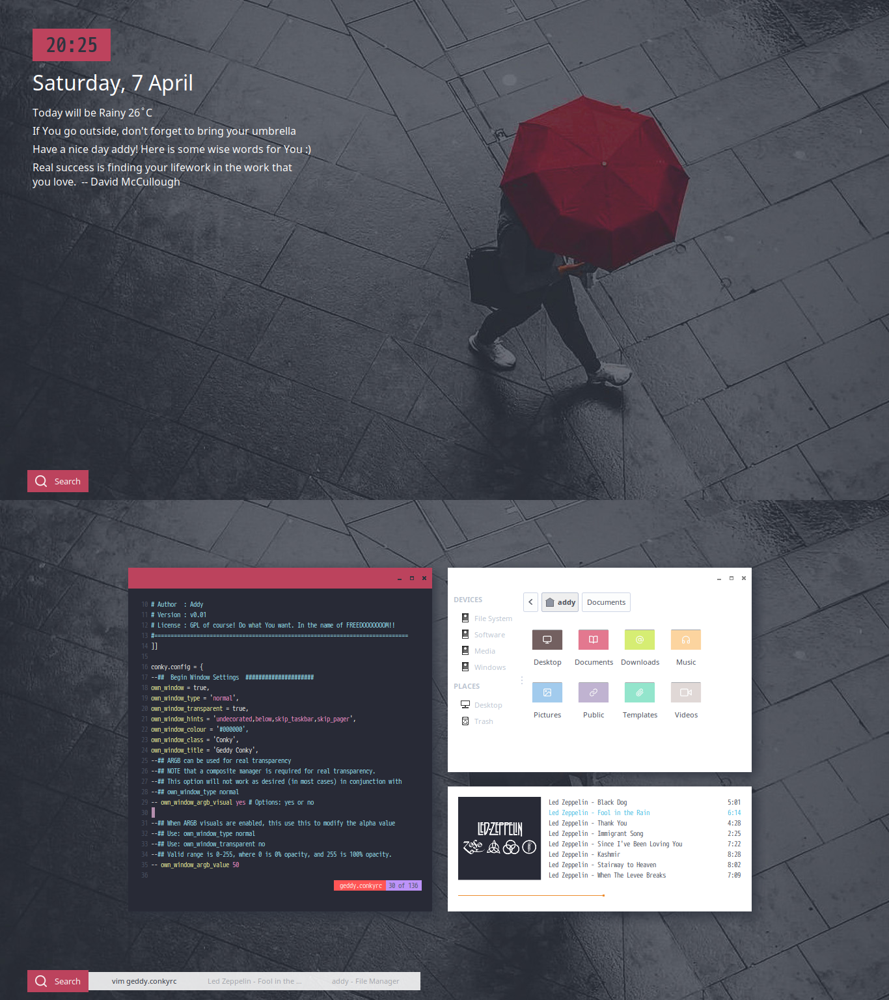 20:25
Saturday, 7 April
Today will be Rainy 26°C
If You go outside, don't forget to bring your umbrella
Have a nice day addy! Here is some wise words for You :)
Real success is finding your lifework in the work that
you love.  -- David McCullough
Search
10 # Author  : Addy
11 # Version : v0.01
12 # License : GPL of course! Do what You want. In the name of FREEDOOOOOOOM!!
13 #==============================================================================
14 ]]
15
16 conky.config = {
17 --##  Begin Window Settings  #####################
18 own_window = true,
19 own_window_type = 'normal',
20 own_window_transparent = true,
21 own_window_hints = 'undecorated,below,skip_taskbar,skip_pager',
22 own_window_colour = '#000000',
23 own_window_class = 'Conky',
24 own_window_title = 'Geddy Conky',
25 --## ARGB can be used for real transparency
26 --## NOTE that a composite manager is required for real transparency.
27 --## This option will not work as desired (in most cases) in conjunction with
28 --## own_window_type normal
29 -- own_window_argb_visual yes # Options: yes or no
30
31 --## When ARGB visuals are enabled, this use this to modify the alpha value
32 --## Use: own_window_type normal
33 --## Use: own_window_transparent no
34 --## Valid range is 0-255, where 0 is 0% opacity, and 255 is 100% opacity.
35 -- own_window_argb_value 50
36
geddy.conkyrc 30 of 136
DEVICES
File System
Software
Media
Windows
PLACES
Desktop
Trash
addy Documents
Desktop Documents Downloads Music
Pictures Public Templates Videos
LED-ZEPPELIN
Led Zeppelin - Black Dog 5:01
Led Zeppelin - Fool in the Rain 6:14
Led Zeppelin - Thank You 4:28
Led Zeppelin - Immigrant Song 2:25
Led Zeppelin - Since I've Been Loving You 7:22
Led Zeppelin - Kashmir 8:28
Led Zeppelin - Stairway to Heaven 8:02
Led Zeppelin - When The Levee Breaks 7:09
Search vim geddy.conkyrc Led Zeppelin - Fool in the ... addy - File Manager